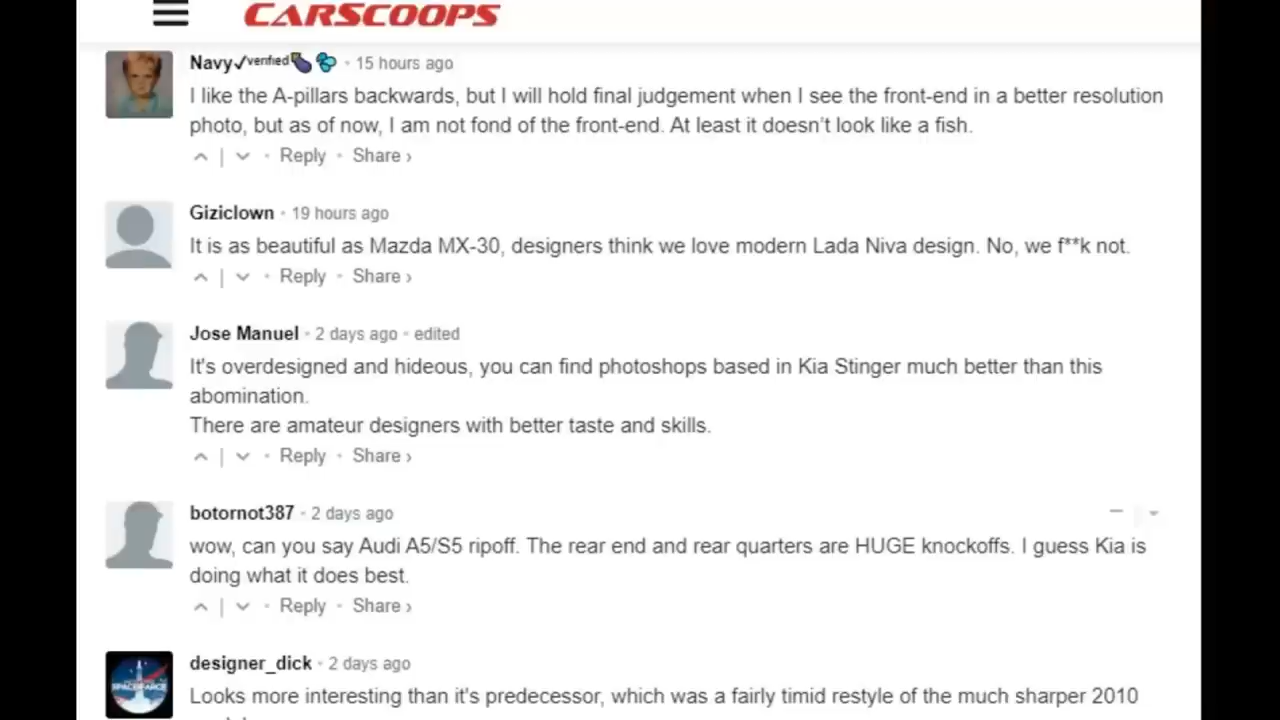 CARSCOOPS
Navy✓verified🍆💦 • 15 hours ago
I like the A-pillars backwards, but I will hold final judgement when I see the front-end in a better resolution
photo, but as of now, I am not fond of the front-end. At least it doesn't look like a fish.
• Reply • Share ›
Giziclown • 19 hours ago
It is as beautiful as Mazda MX-30, designers think we love modern Lada Niva design. No, we f**k not.
• Reply • Share ›
Jose Manuel • 2 days ago • edited
It's overdesigned and hideous, you can find photoshops based in Kia Stinger much better than this
abomination.
There are amateur designers with better taste and skills.
• Reply • Share ›
botornot387 • 2 days ago
wow, can you say Audi A5/S5 ripoff. The rear end and rear quarters are HUGE knockoffs. I guess Kia is
doing what it does best.
• Reply • Share ›
designer_dick • 2 days ago
Looks more interesting than it's predecessor, which was a fairly timid restyle of the much sharper 2010